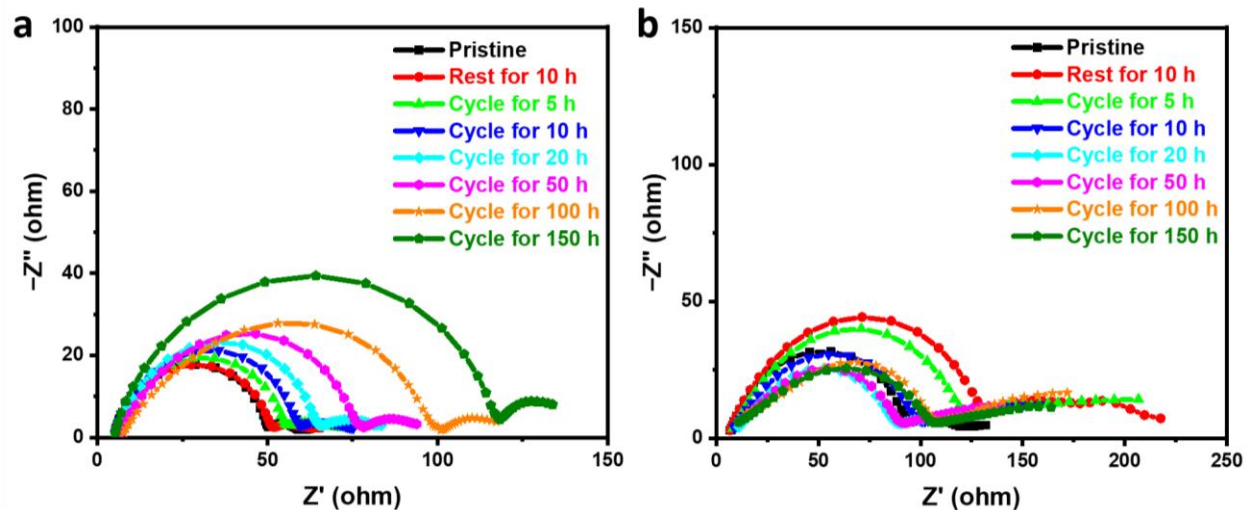 a
100
80
60
40
20
0
–Z" (ohm)
0 50 100 150
Z' (ohm)
Pristine
Rest for 10 h
Cycle for 5 h
Cycle for 10 h
Cycle for 20 h
Cycle for 50 h
Cycle for 100 h
Cycle for 150 h
b
150
100
50
0
–Z" (ohm)
0 50 100 150 200 250
Z' (ohm)
Pristine
Rest for 10 h
Cycle for 5 h
Cycle for 10 h
Cycle for 20 h
Cycle for 50 h
Cycle for 100 h
Cycle for 150 h